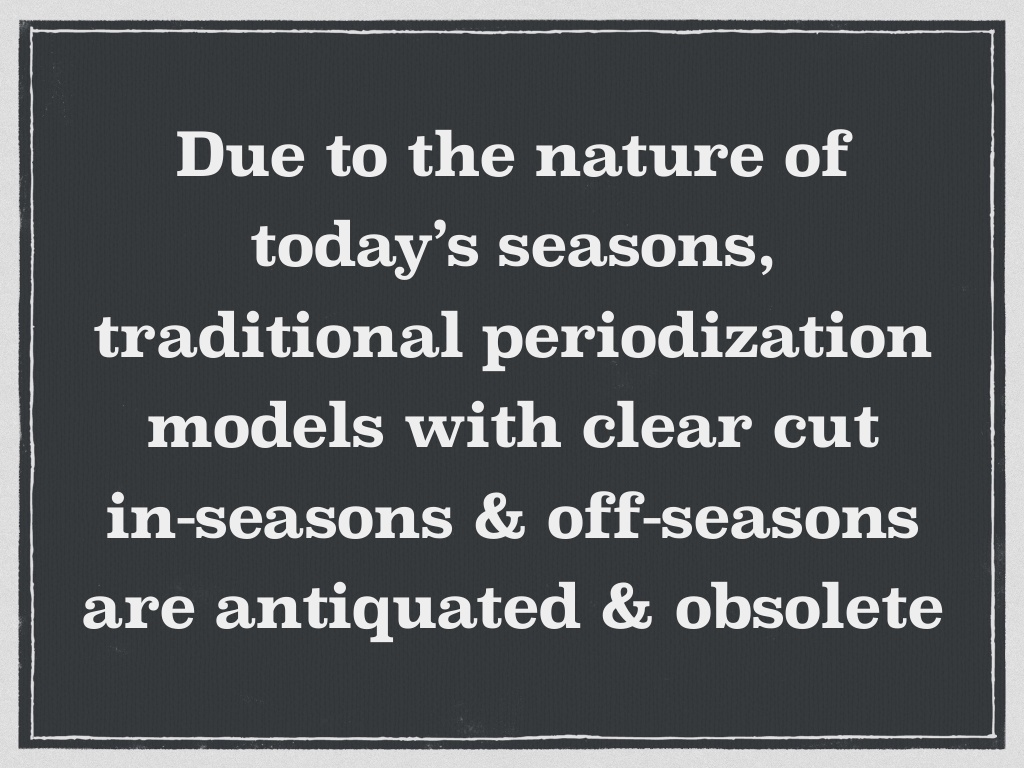 Due to the nature of
today’s seasons,
traditional periodization
models with clear cut
in-seasons & off-seasons
are antiquated & obsolete